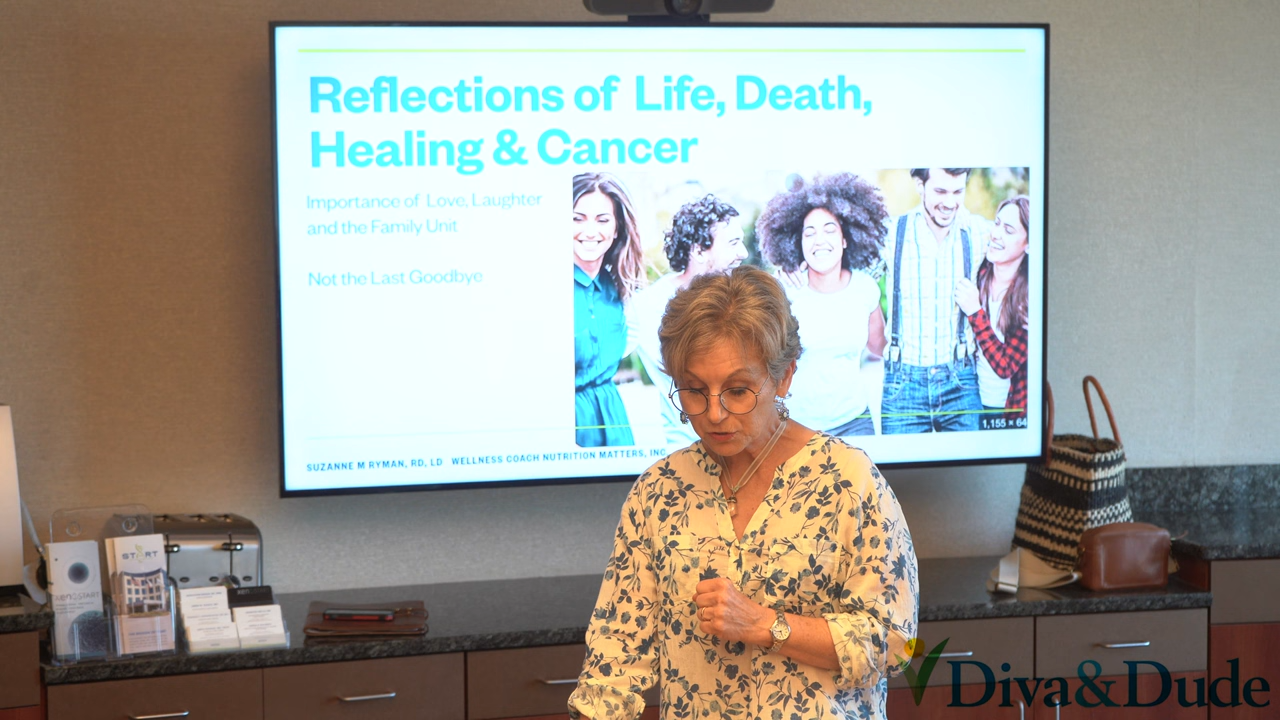 Reflections of Life, Death,
Healing & Cancer
Importance of Love, Laughter
and the Family Unit
Not the Last Goodbye
1,155 × 64
SUZANNE M RYMAN, RD, LD WELLNESS COACH NUTRITION MATTERS, INC
START
Diva&Dude